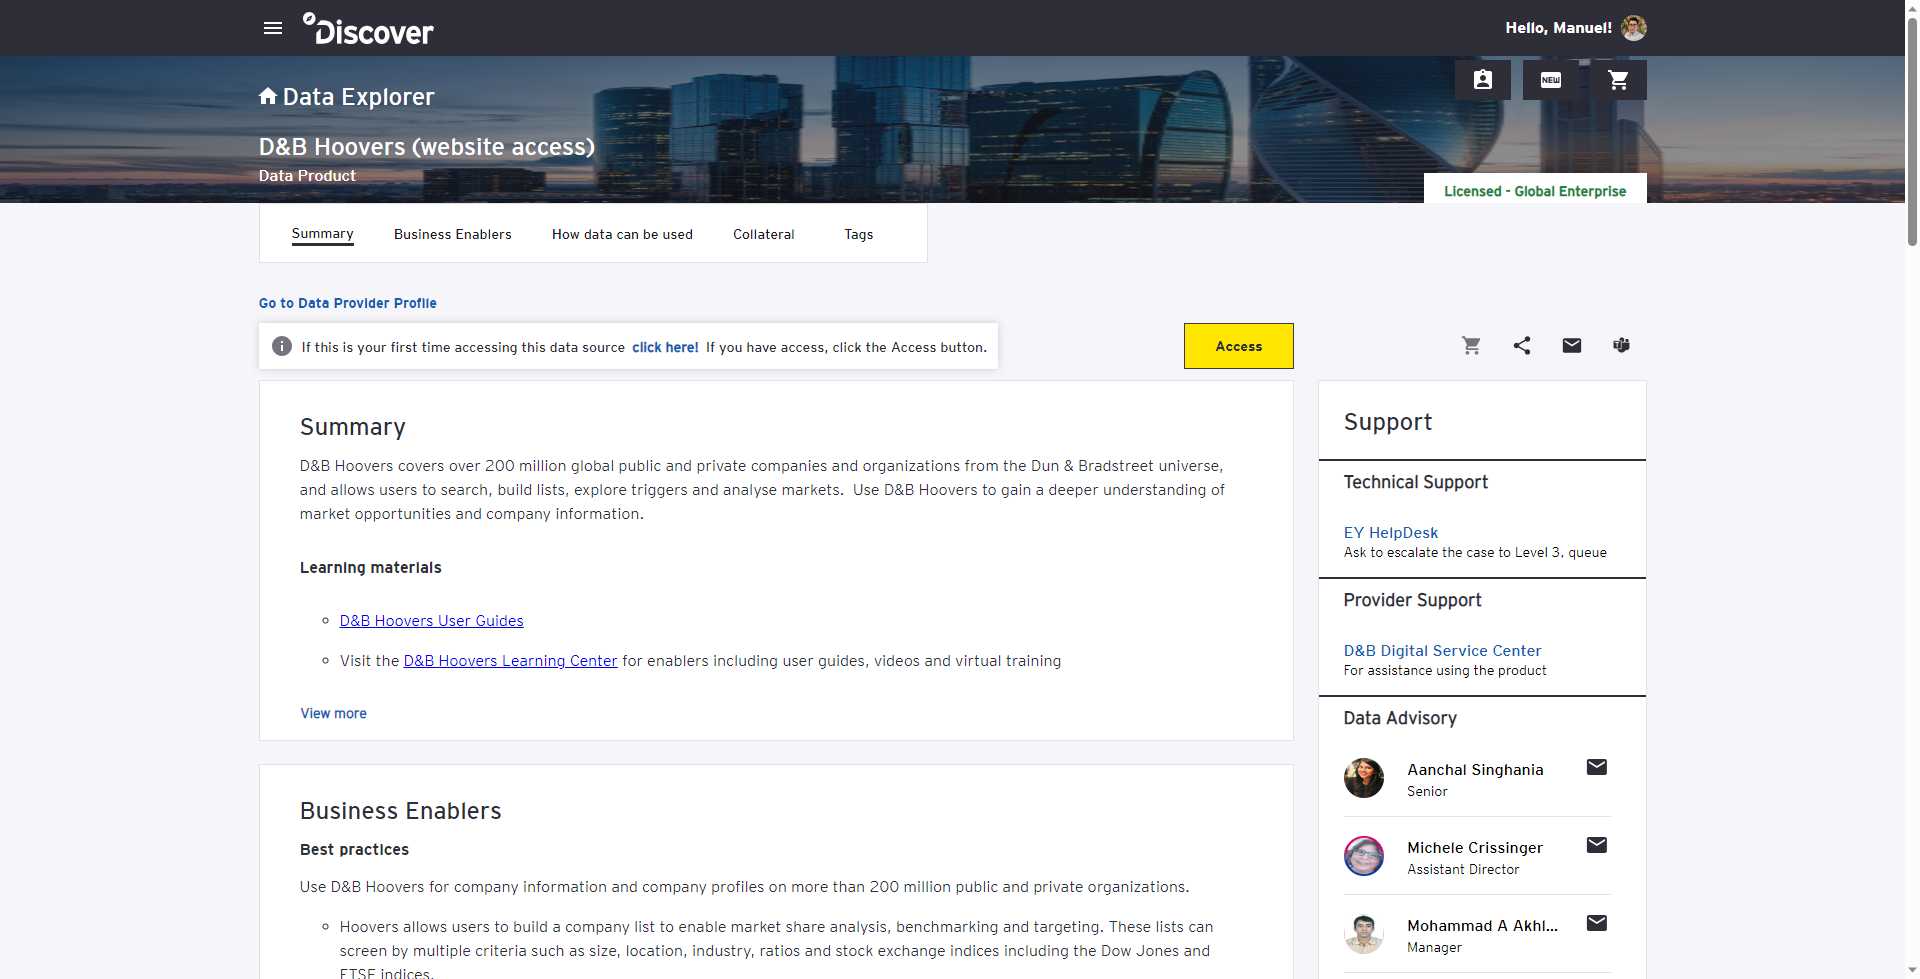 Discover
Hello, Manuel!
Data Explorer
NEW
D&B Hoovers (website access)
Data Product
Licensed - Global Enterprise
Summary
Business Enablers
How data can be used
Collateral
Tags
Go to Data Provider Profile
If this is your first time accessing this data source click here! If you have access, click the Access button.
Access
Summary
D&B Hoovers covers over 200 million global public and private companies and organizations from the Dun & Bradstreet universe,
and allows users to search, build lists, explore triggers and analyse markets. Use D&B Hoovers to gain a deeper understanding of
market opportunities and company information.
Learning materials
D&B Hoovers User Guides
Visit the D&B Hoovers Learning Center for enablers including user guides, videos and virtual training
View more
Business Enablers
Best practices
Use D&B Hoovers for company information and company profiles on more than 200 million public and private organizations.
Hoovers allows users to build a company list to enable market share analysis, benchmarking and targeting. These lists can
screen by multiple criteria such as size, location, industry, ratios and stock exchange indices including the Dow Jones and
FTSE indices.
Support
Technical Support
EY HelpDesk
Ask to escalate the case to Level 3. queue
Provider Support
D&B Digital Service Center
For assistance using the product
Data Advisory
Aanchal Singhania
Senior
Michele Crissinger
Assistant Director
Mohammad A Akhl...
Manager